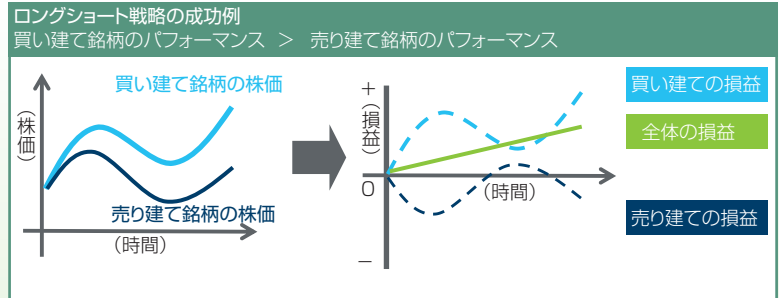 ロングショート戦略の成功例
買い建て銘柄のパフォーマンス ＞ 売り建て銘柄のパフォーマンス
（株価）
買い建て銘柄の株価
売り建て銘柄の株価
（時間）
＋
（損益）
0
－
（時間）
買い建ての損益
全体の損益
売り建ての損益